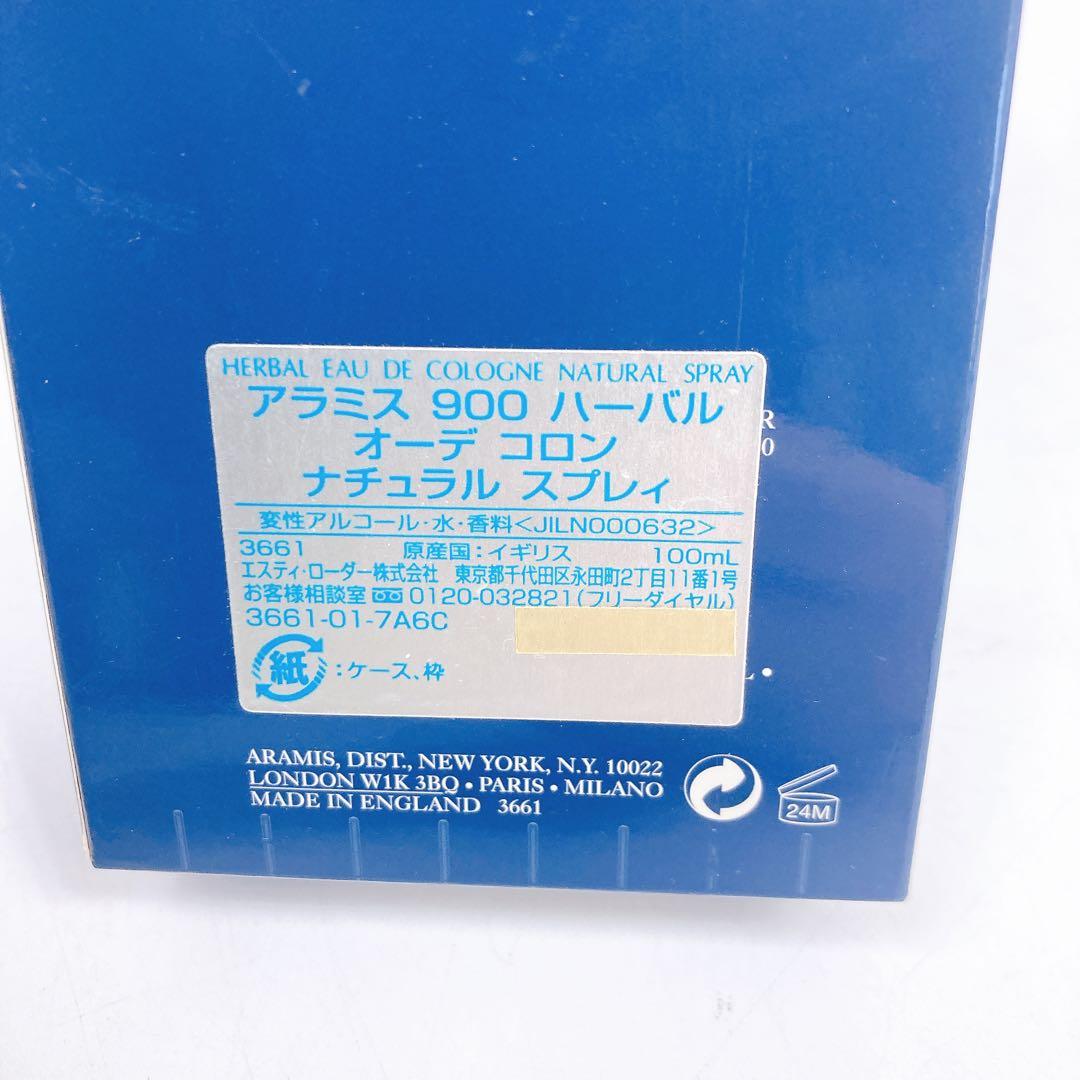 HERBAL EAU DE COLOGNE NATURAL SPRAY
アラミス 900 ハーバル
オーデ コロン
ナチュラル スプレィ
変性アルコール・水・香料<JILN000632>
3661 原産国:イギリス 100mL
エスティ・ローダー株式会社 東京都千代田区永田町2丁目11番1号
お客様相談室 0120-032821(フリーダイヤル)
3661-01-7A6C
紙:ケース、枠
R
0
L.
ARAMIS, DIST., NEW YORK, N.Y. 10022
LONDON W1K 3BQ • PARIS • MILANO
MADE IN ENGLAND 3661
24M